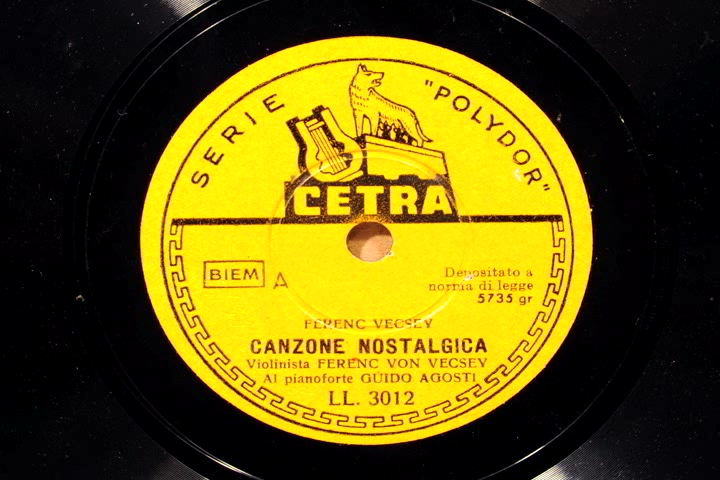 SERIE "POLYDOR"
CETRA
BIEM A
Depositato a
norma di legge
5735 gr
FERENC VECSEY
CANZONE NOSTALGICA
Violinista FERENC VON VECSEY
Al pianoforte GUIDO AGOSTI
LL. 3012